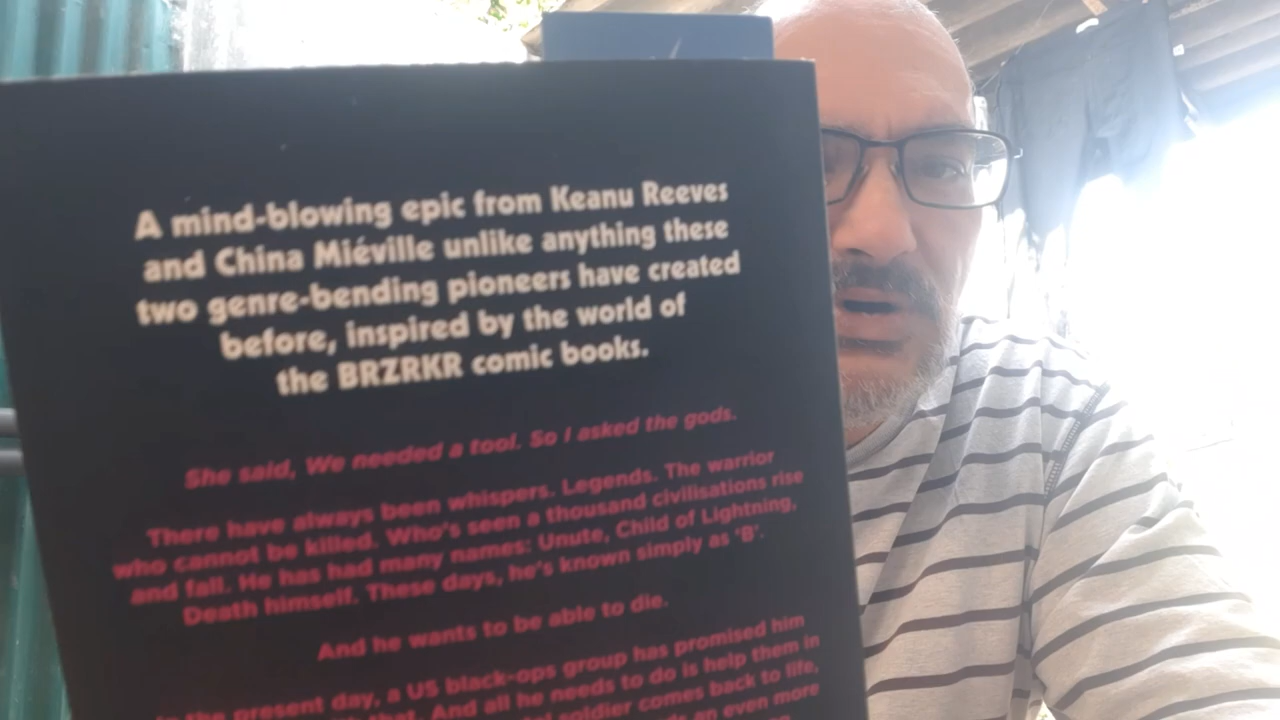 A mind-blowing epic from Keanu Reeves
and China Miéville unlike anything these
two genre-bending pioneers have created
before, inspired by the world of
the BRZRKR comic books.
She said, We needed a tool. So I asked the gods.
There have always been whispers. Legends. The warrior
who cannot be killed. Who's seen a thousand civilisations rise
and fall. He has had many names: Unute, Child of Lightning,
Death himself. These days, he's known simply as 'B'.
And he wants to be able to die.
the present day, a US black-ops group has promised him
that. And all he needs to do is help them in
soldier comes back to life,
an even more